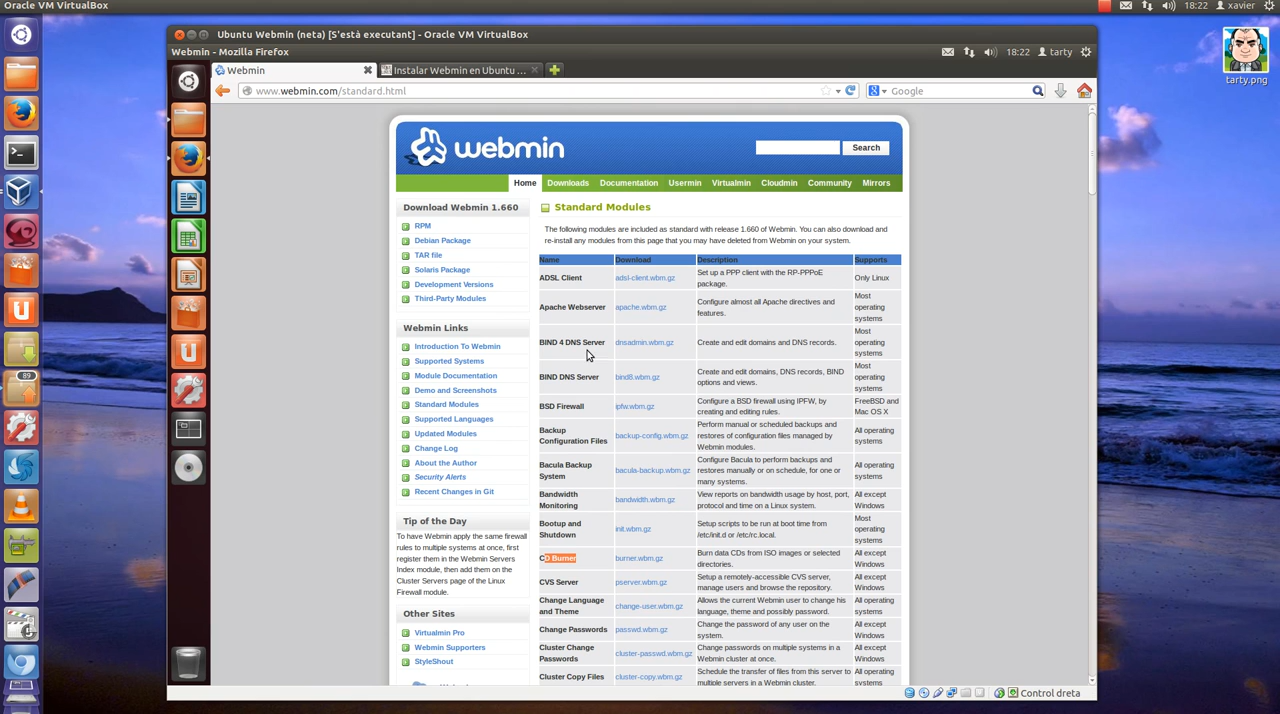 Oracle VM VirtualBox
18:22 xavier
tarty.png
Ubuntu Webmin (neta) [S'està executant] - Oracle VM VirtualBox
Webmin - Mozilla Firefox
18:22 tarty
Webmin
Instalar Webmin en Ubuntu ...
www.webmin.com/standard.html
Google
webmin
Search
Home Downloads Documentation Usermin Virtualmin Cloudmin Community Mirrors
Download Webmin 1.660
RPM
Debian Package
TAR file
Solaris Package
Development Versions
Third-Party Modules
Webmin Links
Introduction To Webmin
Supported Systems
Module Documentation
Demo and Screenshots
Standard Modules
Supported Languages
Updated Modules
Change Log
About the Author
Security Alerts
Recent Changes in Git
Tip of the Day
To have Webmin apply the same firewall
rules to multiple systems at once, first
register them in the Webmin Servers
Index module, then add them on the
Cluster Servers page of the Linux
Firewall module.
Other Sites
Virtualmin Pro
Webmin Supporters
StyleShout
Standard Modules
The following modules are included as standard with release 1.660 of Webmin. You can also download and
re-install any modules from this page that you may have deleted from Webmin on your system.
Name Download Description Supports
ADSL Client adsl-client.wbm.gz Set up a PPP client with the RP-PPPoE
package. Only Linux
Apache Webserver apache.wbm.gz Configure almost all Apache directives and
features. Most
operating
systems
BIND 4 DNS Server dnsadmin.wbm.gz Create and edit domains and DNS records. Most
operating
systems
BIND DNS Server bind8.wbm.gz Create and edit domains, DNS records, BIND
options and views. Most
operating
systems
BSD Firewall ipfw.wbm.gz Configure a BSD firewall using IPFW, by
creating and editing rules. FreeBSD and
Mac OS X
Backup
Configuration Files backup-config.wbm.gz Perform manual or scheduled backups and
restores of configuration files managed by
Webmin modules. All operating
systems
Bacula Backup
System bacula-backup.wbm.gz Configure Bacula to perform backups and
restores manually or on schedule, for one or
many systems. All operating
systems
Bandwidth
Monitoring bandwidth.wbm.gz View reports on bandwidth usage by host, port,
protocol and time on a Linux system. All except
Windows
Bootup and
Shutdown init.wbm.gz Setup scripts to be run at boot time from
/etc/init.d or /etc/rc.local. Most
operating
systems
CD Burner burner.wbm.gz Burn data CDs from ISO images or selected
directories. All except
Windows
CVS Server pserver.wbm.gz Setup a remotely-accessible CVS server,
manage users and browse the repository. All except
Windows
Change Language
and Theme change-user.wbm.gz Allows the current Webmin user to change his
language, theme and possibly password. All operating
systems
Change Passwords passwd.wbm.gz Change the password of any user on the
system. All except
Windows
Cluster Change
Passwords cluster-passwd.wbm.gz Change passwords on multiple systems in a
Webmin cluster at once. All except
Windows
Cluster Copy Files cluster-copy.wbm.gz Schedule the transfer of files from this server to
multiple servers in a Webmin cluster. All except
Windows
89
Control dreta